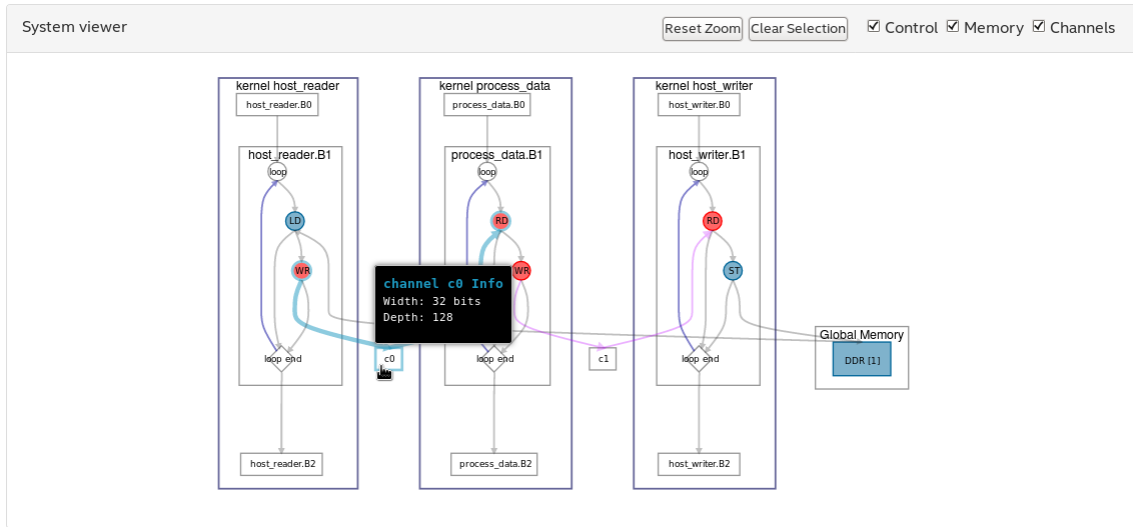 System viewer
Reset Zoom
Clear Selection
Control
Memory
Channels
kernel host_reader
host_reader.B0
host_reader.B1
loop
LD
WR
loop end
host_reader.B2
kernel process_data
process_data.B0
process_data.B1
loop
RD
WR
loop end
process_data.B2
channel c0 Info
Width: 32 bits
Depth: 128
c0
c1
kernel host_writer
host_writer.B0
host_writer.B1
loop
RD
ST
loop end
host_writer.B2
Global Memory
DDR [1]